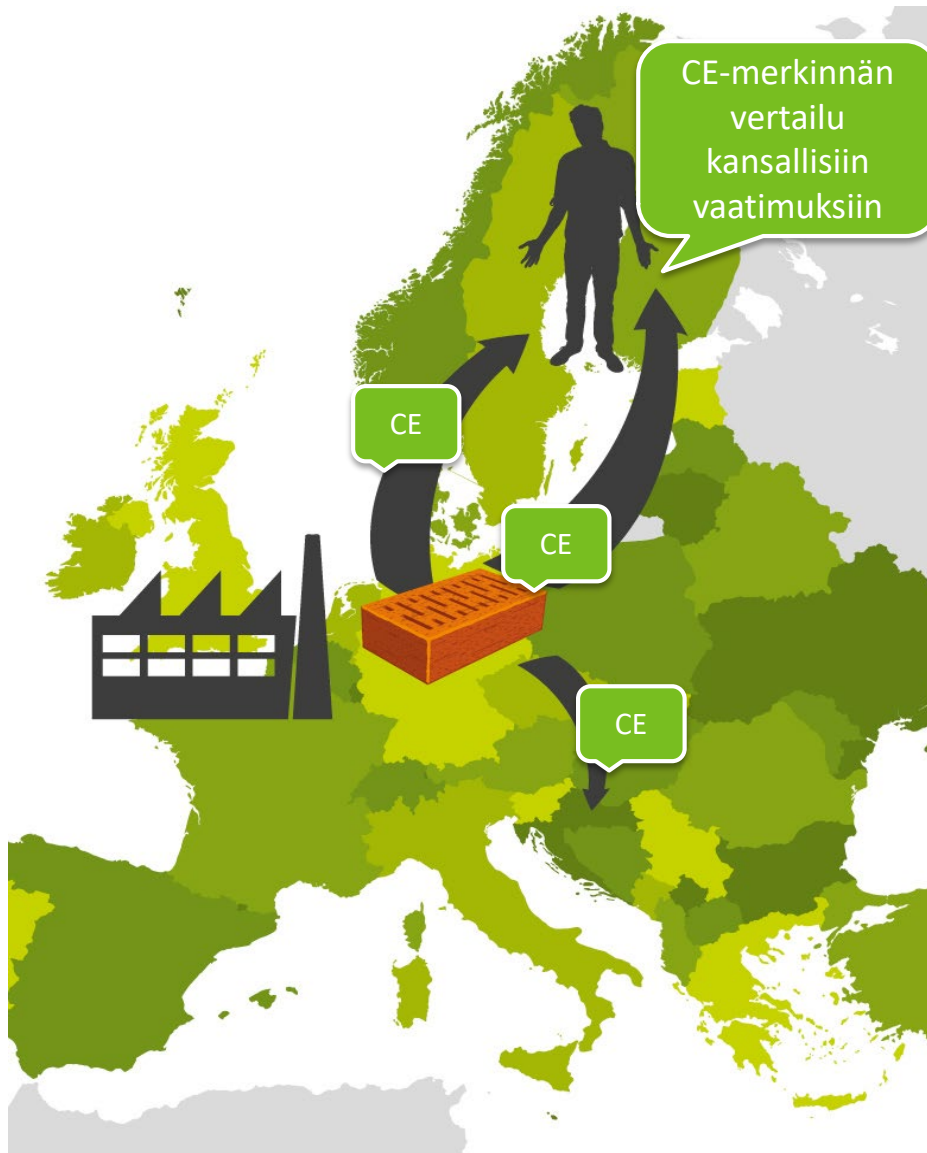 CE-merkinnän
vertailu
kansallisiin
vaatimuksiin
CE
CE
CE